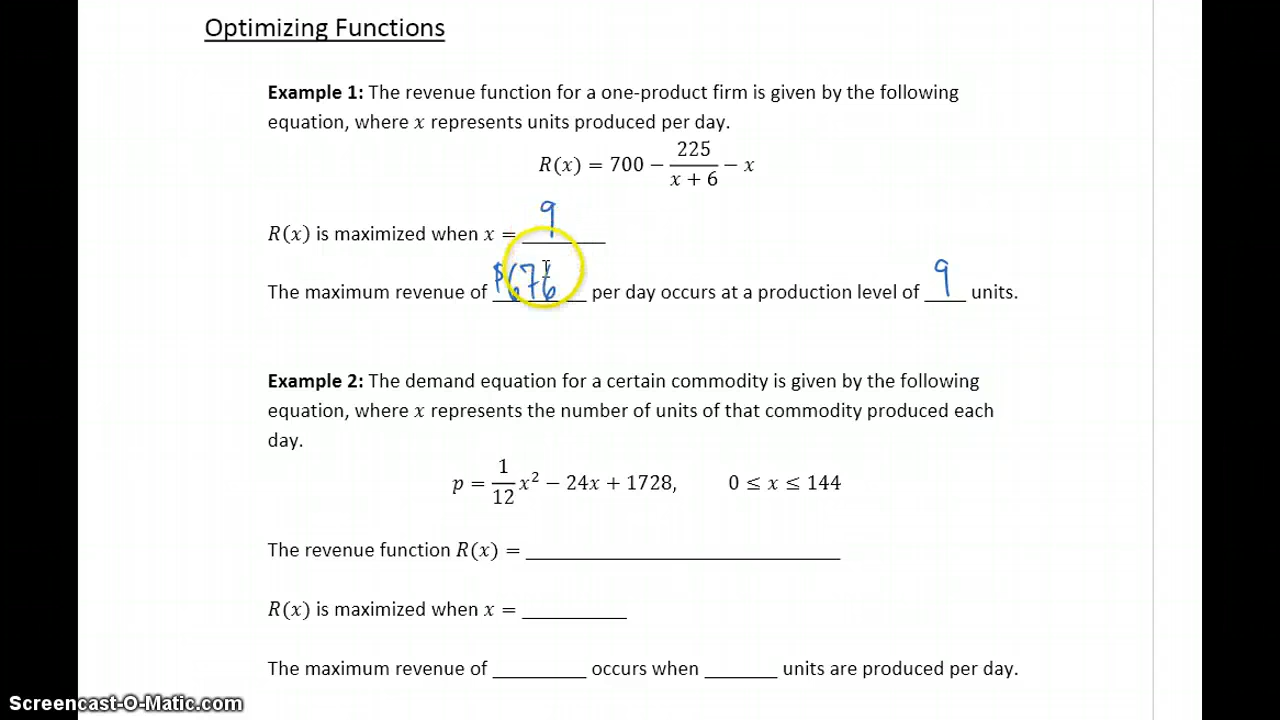 Optimizing Functions
Example 1: The revenue function for a one-product firm is given by the following
equation, where x represents units produced per day.
R(x) = 700 − 225/(x + 6) − x
R(x) is maximized when x = 9
The maximum revenue of $676 per day occurs at a production level of 9 units.
Example 2: The demand equation for a certain commodity is given by the following
equation, where x represents the number of units of that commodity produced each
day.
p = 1/12 x² − 24x + 1728, 0 ≤ x ≤ 144
The revenue function R(x) = ______
R(x) is maximized when x = ______
The maximum revenue of ______ occurs when ______ units are produced per day.
Screencast-O-Matic.com